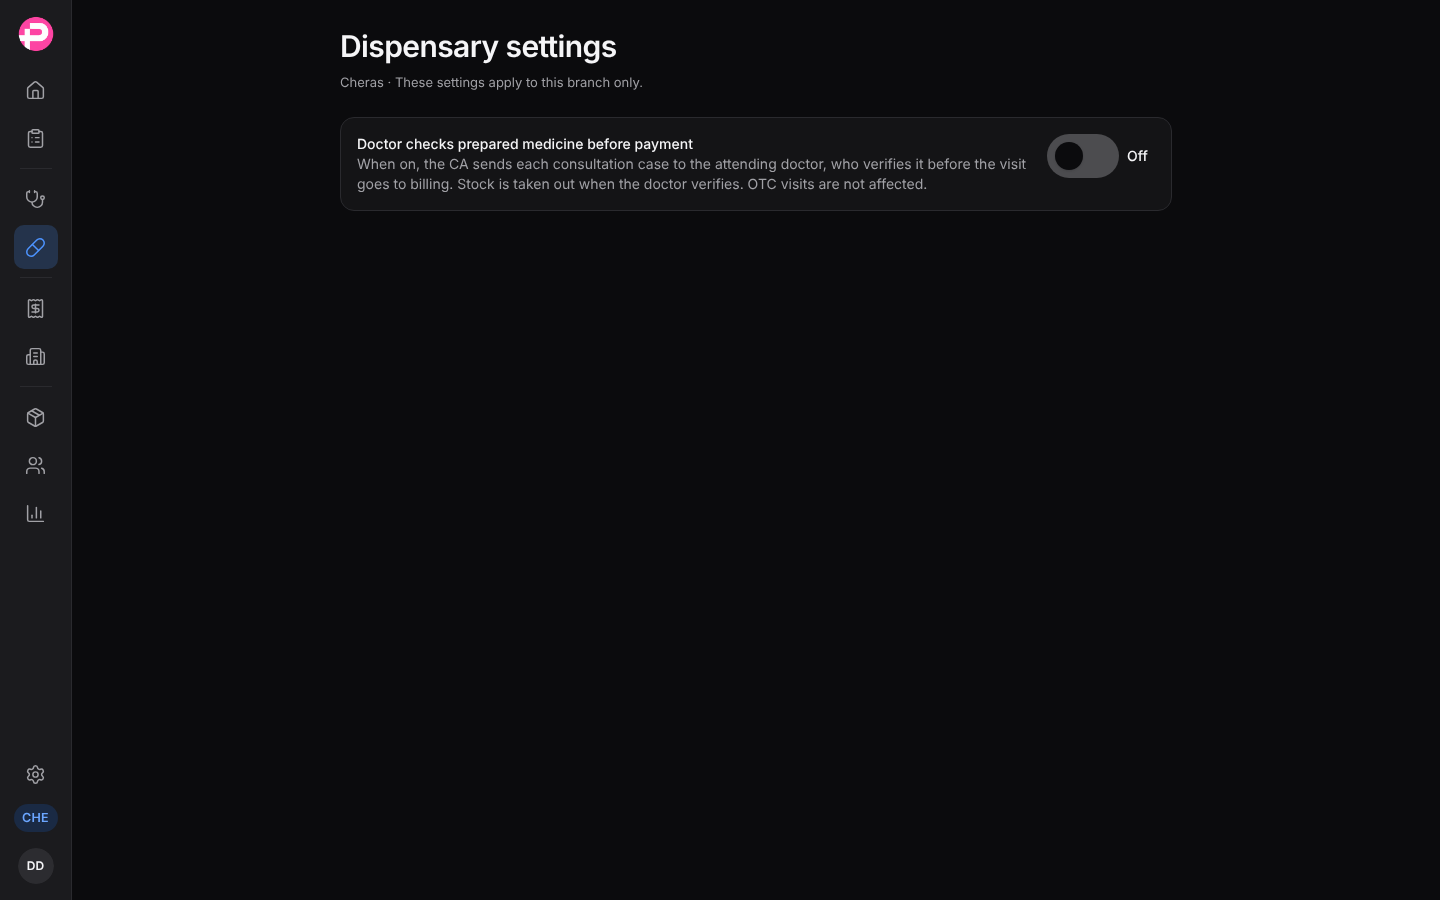 Dispensary settings
Cheras · These settings apply to this branch only.
Doctor checks prepared medicine before payment
When on, the CA sends each consultation case to the attending doctor, who verifies it before the visit
goes to billing. Stock is taken out when the doctor verifies. OTC visits are not affected.
Off
CHE
DD